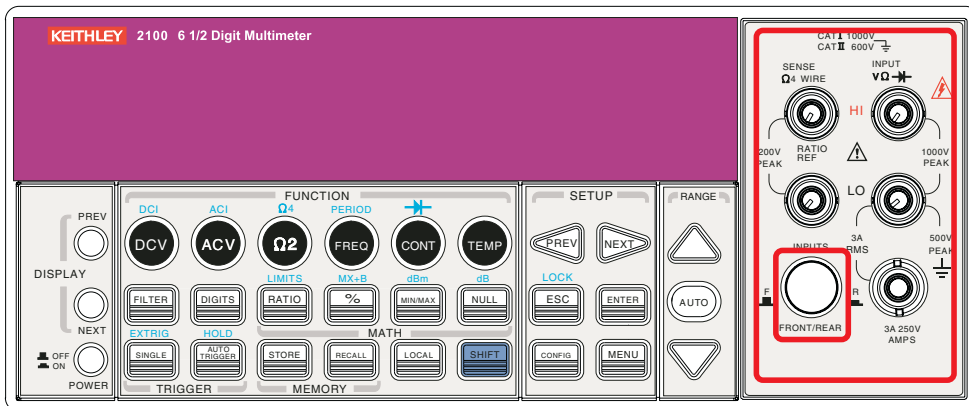 KEITHLEY 2100 6 1/2 Digit Multimeter
CAT I 1000V
CAT II 600V
SENSE
Ω4 WIRE
INPUT
VΩ
HI
200V
PEAK
RATIO
REF
1000V
PEAK
LO
3A
RMS
500V
PEAK
INPUTS
F
R
FRONT/REAR
3A 250V
AMPS
PREV
DISPLAY
NEXT
OFF
ON
POWER
FUNCTION
DCI ACI Ω4 PERIOD
DCV ACV Ω2 FREQ CONT TEMP
LIMITS MX+B dBm dB
FILTER DIGITS RATIO % MIN/MAX NULL
EXTRIG HOLD MATH
SINGLE AUTO TRIGGER STORE RECALL LOCAL SHIFT
TRIGGER MEMORY
SETUP
PREV NEXT
LOCK
ESC ENTER
CONFIG MENU
RANGE
AUTO